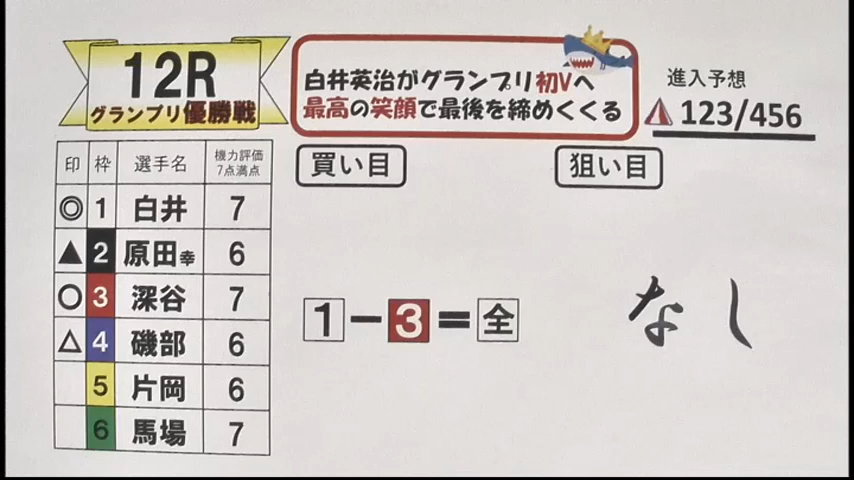 12R
グランプリ優勝戦
白井英治がグランプリ初Vへ
最高の笑顔で最後を締めくくる
進入予想
123/456
印 枠 選手名 機力評価 7点満点
◎ 1 白井 7
▲ 2 原田幸 6
○ 3 深谷 7
△ 4 磯部 6
5 片岡 6
6 馬場 7
買い目
1-3=全
狙い目
なし